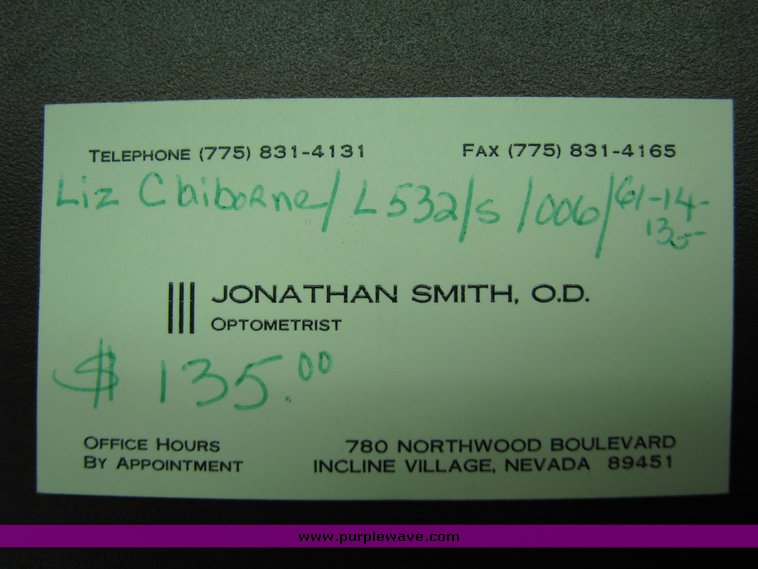 TELEPHONE (775) 831-4131 FAX (775) 831-4165
Liz Claiborne/L532/S/006/61-14-
135
JONATHAN SMITH, O.D.
OPTOMETRIST
$ 135.00
OFFICE HOURS
BY APPOINTMENT
780 NORTHWOOD BOULEVARD
INCLINE VILLAGE, NEVADA 89451
www.purplewave.com